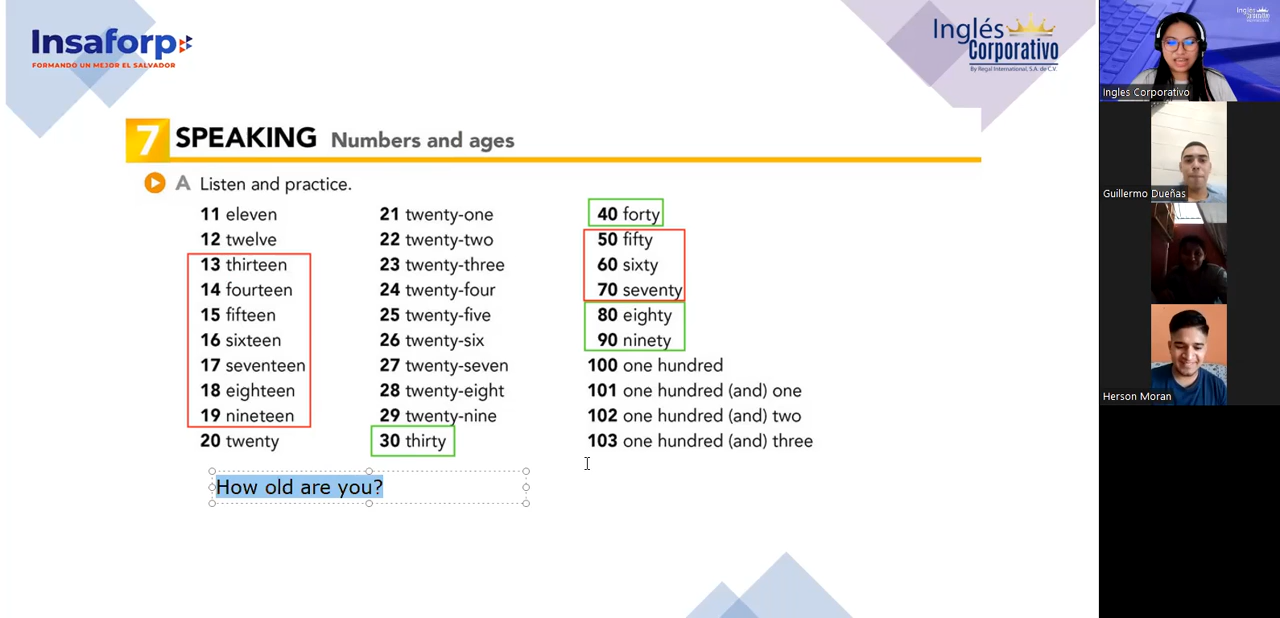 Insaforp
FORMANDO UN MEJOR EL SALVADOR
Inglés
Corporativo
By Regal International, S.A. de C.V.
7 SPEAKING Numbers and ages
A Listen and practice.
11 eleven
12 twelve
13 thirteen
14 fourteen
15 fifteen
16 sixteen
17 seventeen
18 eighteen
19 nineteen
20 twenty
21 twenty-one
22 twenty-two
23 twenty-three
24 twenty-four
25 twenty-five
26 twenty-six
27 twenty-seven
28 twenty-eight
29 twenty-nine
30 thirty
40 forty
50 fifty
60 sixty
70 seventy
80 eighty
90 ninety
100 one hundred
101 one hundred (and) one
102 one hundred (and) two
103 one hundred (and) three
How old are you?
Inglés
Ingles Corporativo
Guillermo Dueñas
Herson Moran